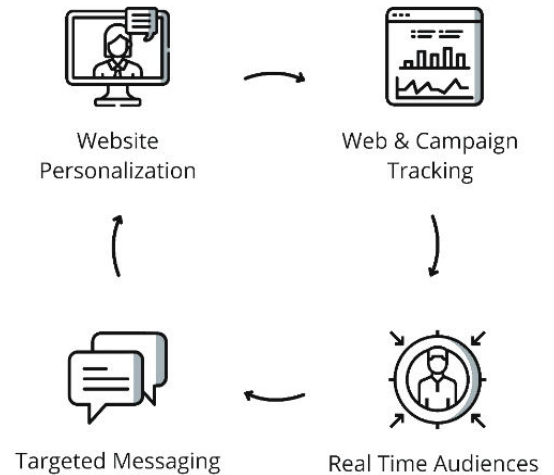 Website
Personalization
Web & Campaign
Tracking
Targeted Messaging
Real Time Audiences